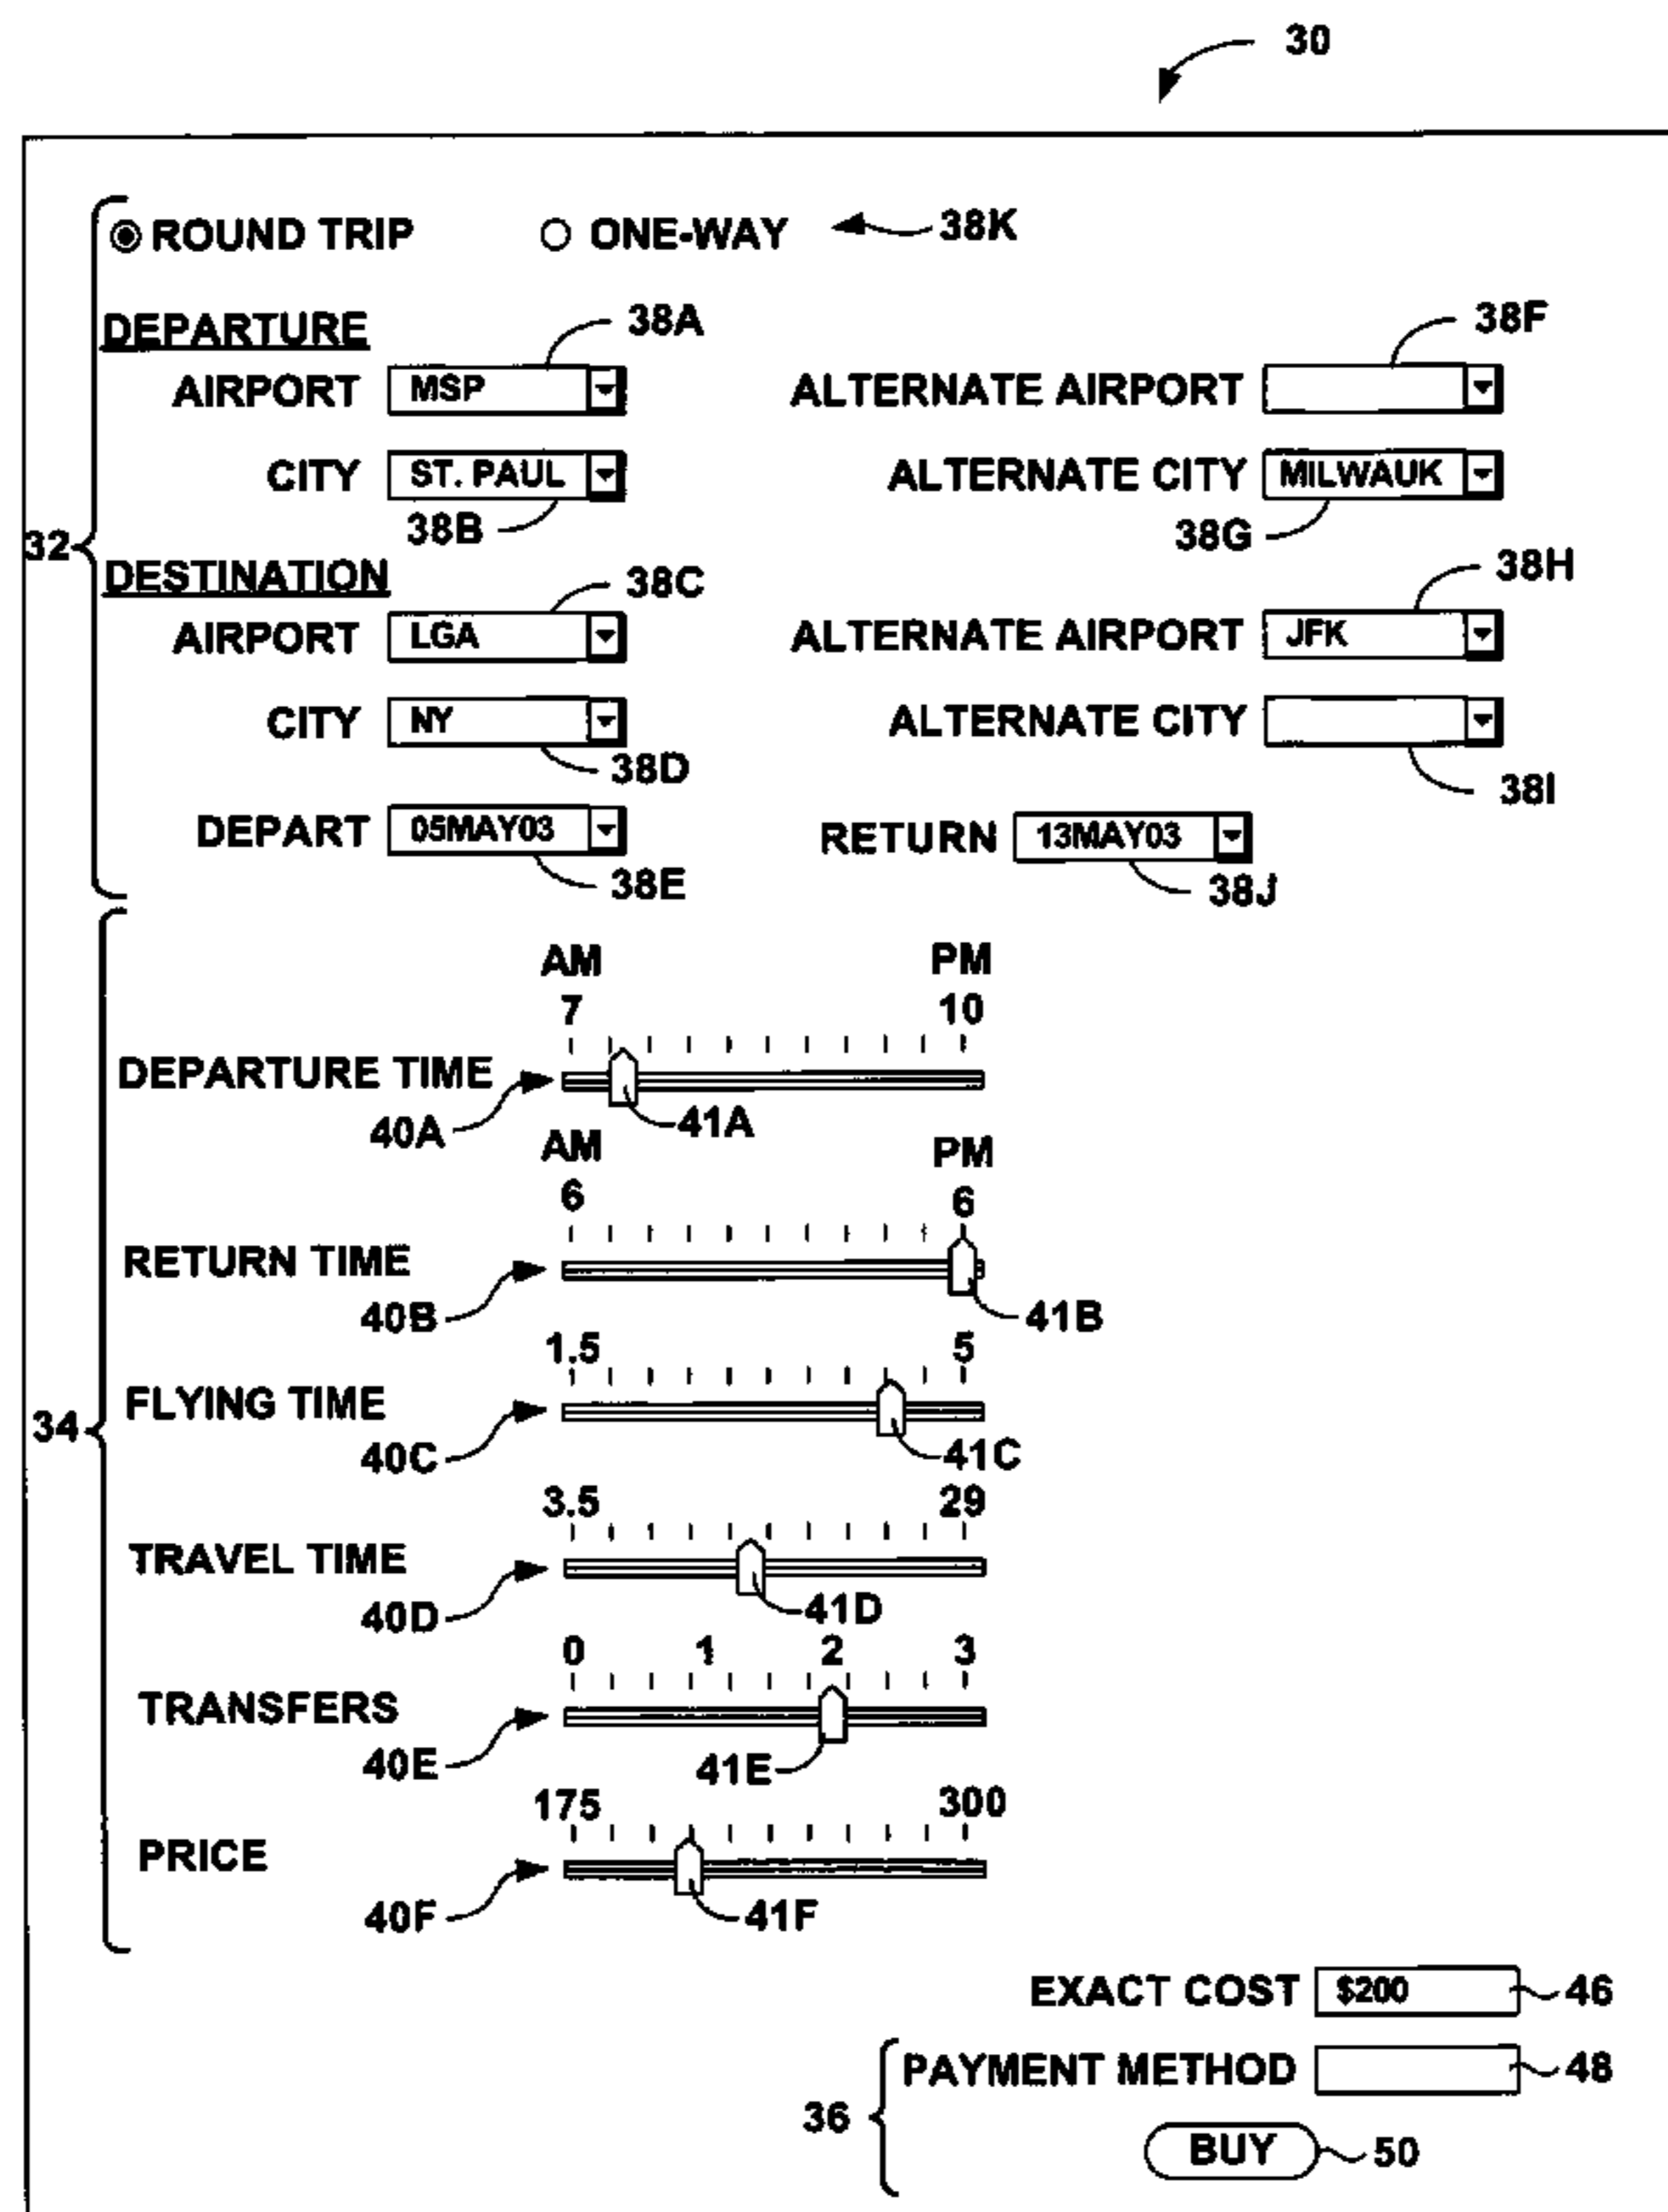 30
ROUND TRIP ONE-WAY 38K
DEPARTURE 38A 38F
AIRPORT MSP ALTERNATE AIRPORT
CITY ST. PAUL ALTERNATE CITY MILWAUK
38B 38G
32
DESTINATION 38C 38H
AIRPORT LGA ALTERNATE AIRPORT JFK
CITY NY ALTERNATE CITY
38D 38I
DEPART 05MAY03 RETURN 13MAY03
38E 38J
AM PM
7 10
DEPARTURE TIME
40A 41A
AM PM
6 6
RETURN TIME
40B 41B
1.5 5
FLYING TIME
34
40C 41C
3.5 29
TRAVEL TIME
40D 41D
0 1 2 3
TRANSFERS
40E 41E
175 300
PRICE
40F 41F
EXACT COST $200 46
PAYMENT METHOD 48
36
BUY 50